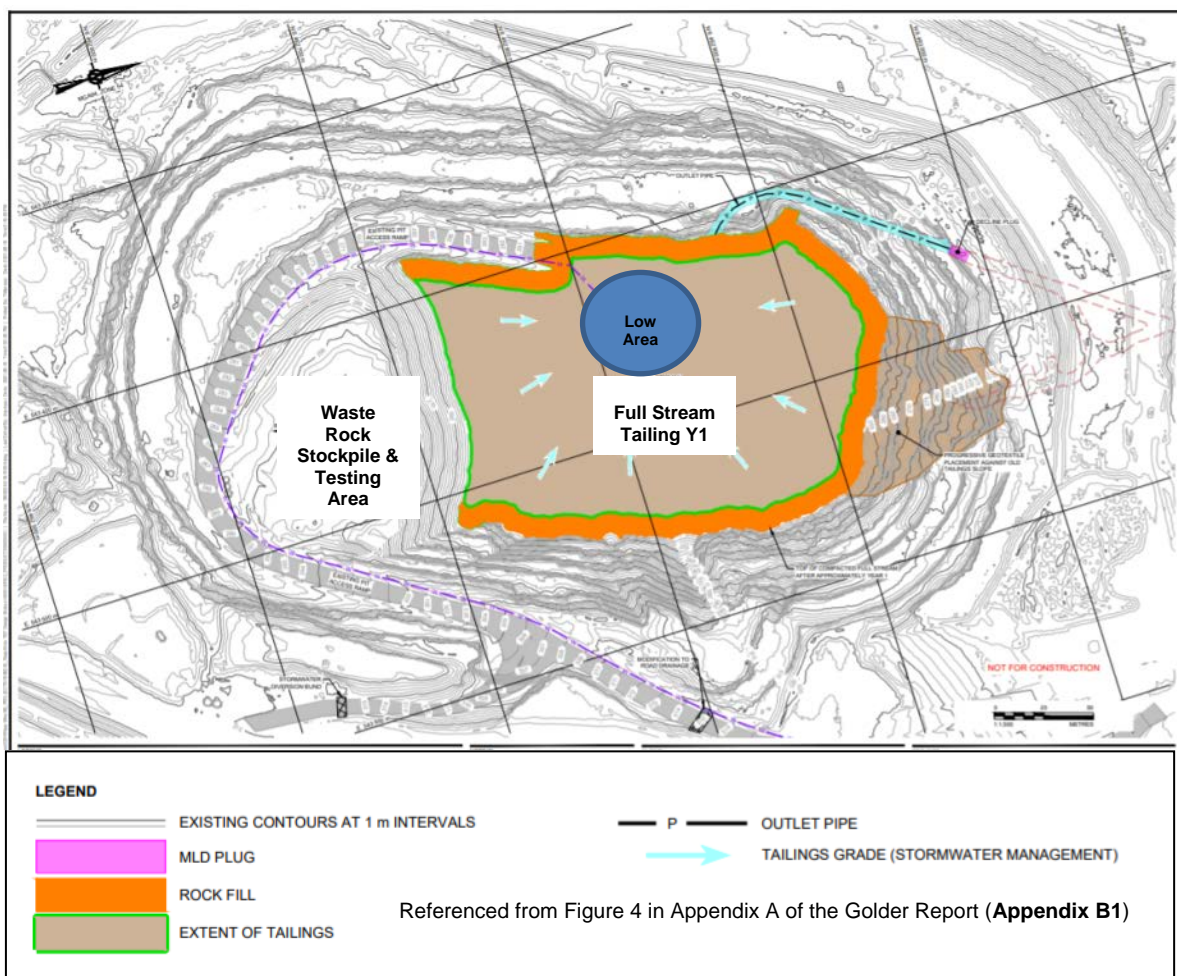 OUTLET PIPE
DECLINE PLUG
EXISTING PIT
ACCESS RAMP
Low
Area
Waste
Rock
Stockpile &
Testing
Area
Full Stream
Tailing Y1
PROGRESSIVE GEOTEXTILE
PLACEMENT AGAINST OLD
TAILINGS SLOPE
TOP OF COMPACTED FULL STREAM
AFTER APPROXIMATELY YEAR 1
EXISTING PIT
ACCESS RAMP
MODIFICATION TO
ROAD DRAINAGE
NOT FOR CONSTRUCTION
STORMWATER
DIVERSION BUND
1:1,000
METRES
LEGEND
EXISTING CONTOURS AT 1 m INTERVALS
P OUTLET PIPE
MLD PLUG
TAILINGS GRADE (STORMWATER MANAGEMENT)
ROCK FILL
Referenced from Figure 4 in Appendix A of the Golder Report (Appendix B1)
EXTENT OF TAILINGS